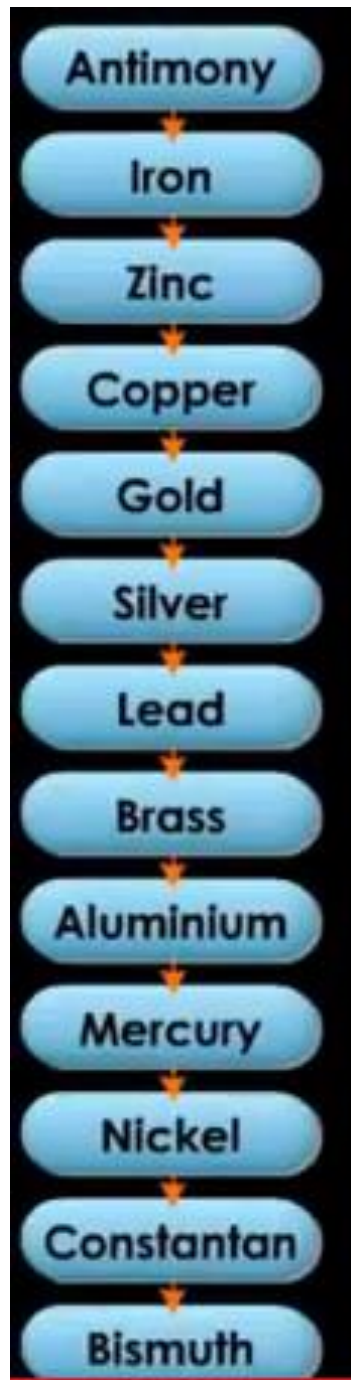 Antimony
Iron
Zinc
Copper
Gold
Silver
Lead
Brass
Aluminium
Mercury
Nickel
Constantan
Bismuth